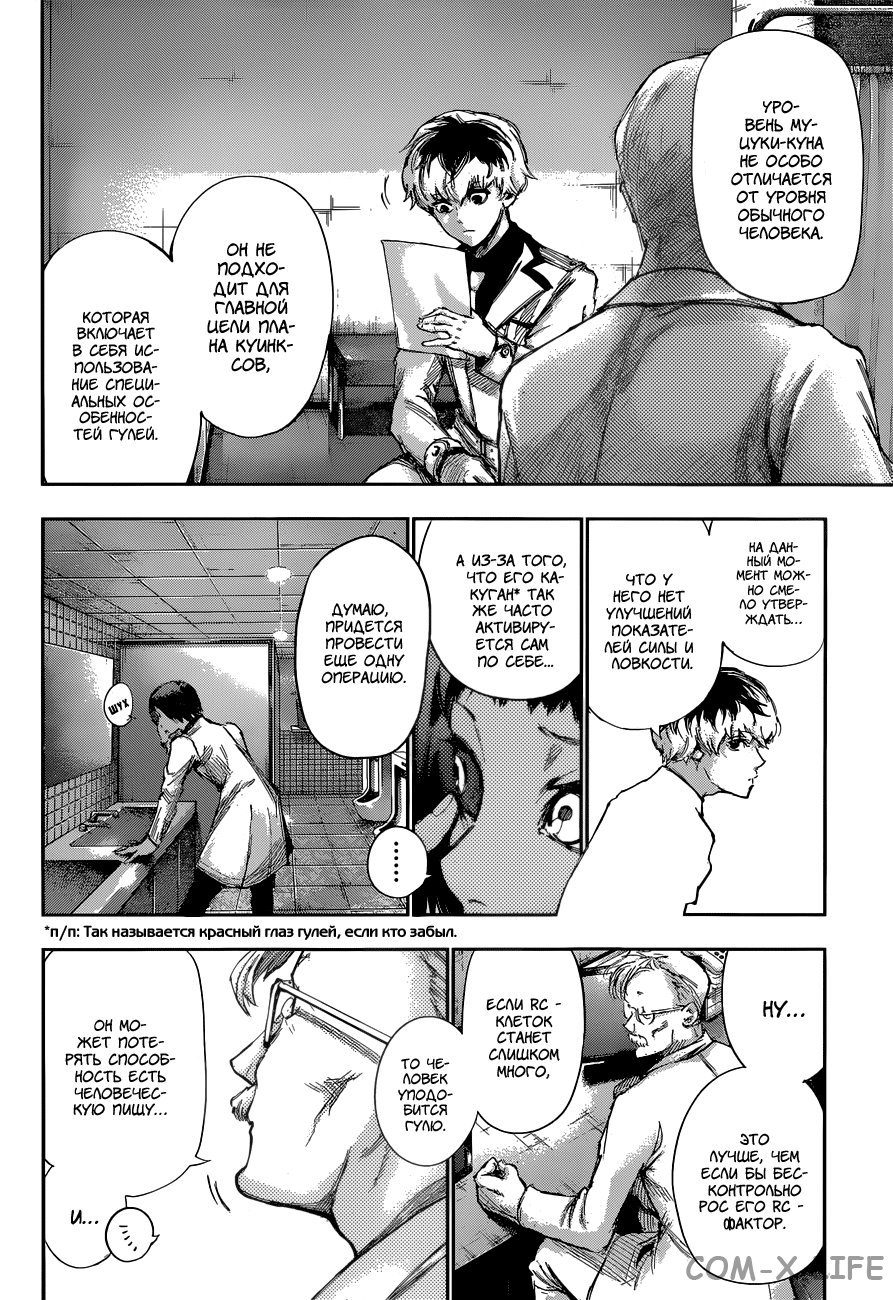 УРО-
ВЕНЬ МУ-
ЦУКИ-КУНА
НЕ ОСОБО
ОТЛИЧАЕТСЯ
ОТ УРОВНЯ
ОБЫЧНОГО
ЧЕЛОВЕКА.
ОН НЕ
ПОДХО-
ДИТ ДЛЯ
ГЛАВНОЙ
ЦЕЛИ ПЛА-
НА КУИНК-
СОВ,
КОТОРАЯ
ВКЛЮЧАЕТ
В СЕБЯ ИС-
ПОЛЬЗОВА-
НИЕ СПЕЦИ-
АЛЬНЫХ ОС-
ОБЕННОС-
ТЕЙ ГУЛЕЙ.
НА ДАН-
НЫЙ МО-
МЕНТ МОЖ-
НО СМЕ-
ЛО УТВЕР-
ЖДАТЬ...
ЧТО У
НЕГО НЕТ
УЛУЧШЕНИЙ
ПОКАЗАТЕ-
ЛЕЙ СИЛЫ И
ЛОВКОСТИ.
А ИЗ-ЗА ТОГО,
ЧТО ЕГО КА-
КУГАН* ТАК
ЖЕ ЧАСТО
АКТИВИРУ-
ЕТСЯ САМ
ПО СЕБЕ...
ДУМАЮ,
ПРИДЕТСЯ
ПРОВЕСТИ
ЕЩЕ ОДНУ
ОПЕРАЦИЮ.
ШУХ
......
*п/п: Так называется красный глаз гулей, если кто забыл.
НУ...
ЭТО
ЛУЧШЕ, ЧЕМ
ЕСЛИ БЫ БЕС-
КОНТРОЛЬНО
РОС ЕГО RC -
ФАКТОР.
ЕСЛИ RC -
КЛЕТОК
СТАНЕТ
СЛИШКОМ
МНОГО,
ТО ЧЕ-
ЛОВЕК
УПОДО-
БИТСЯ
ГУЛЮ.
ОН МО-
ЖЕТ ПОТЕ-
РЯТЬ СПОСОБ-
НОСТЬ ЕСТЬ
ЧЕЛОВЕЧЕС-
КУЮ ПИЩУ...
И...
COM-X.LIFE